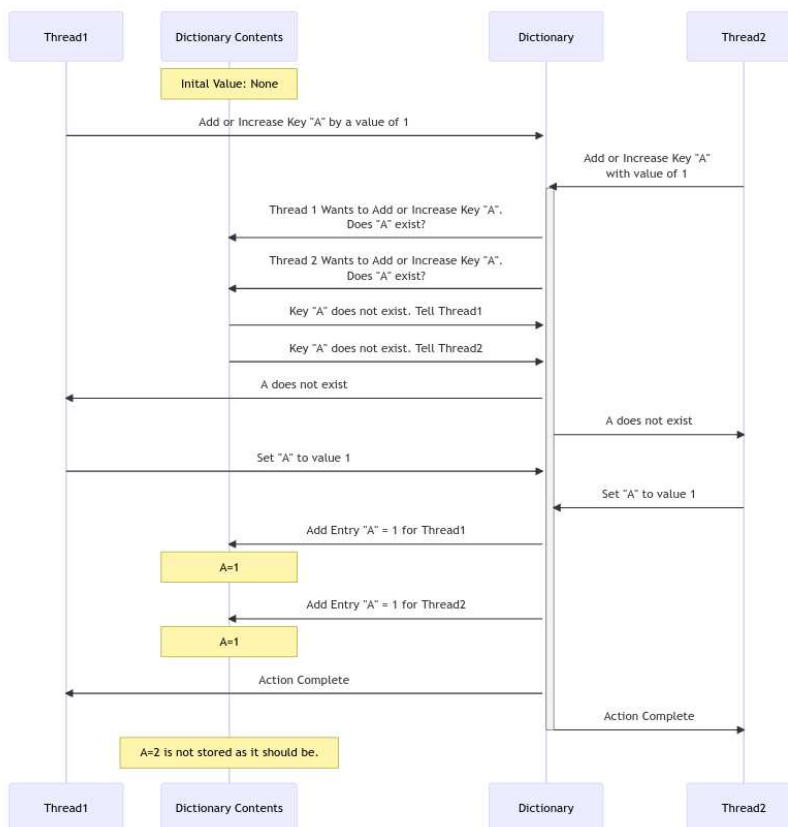 Thread1
Dictionary Contents
Dictionary
Thread2
Inital Value: None
Add or Increase Key "A" by a value of 1
Add or Increase Key "A"
with value of 1
Thread 1 Wants to Add or Increase Key "A".
Does "A" exist?
Thread 2 Wants to Add or Increase Key "A".
Does "A" exist?
Key "A" does not exist. Tell Thread1
Key "A" does not exist. Tell Thread2
A does not exist
A does not exist
Set "A" to value 1
Set "A" to value 1
Add Entry "A" = 1 for Thread1
A=1
Add Entry "A" = 1 for Thread2
A=1
Action Complete
Action Complete
A=2 is not stored as it should be.
Thread1
Dictionary Contents
Dictionary
Thread2